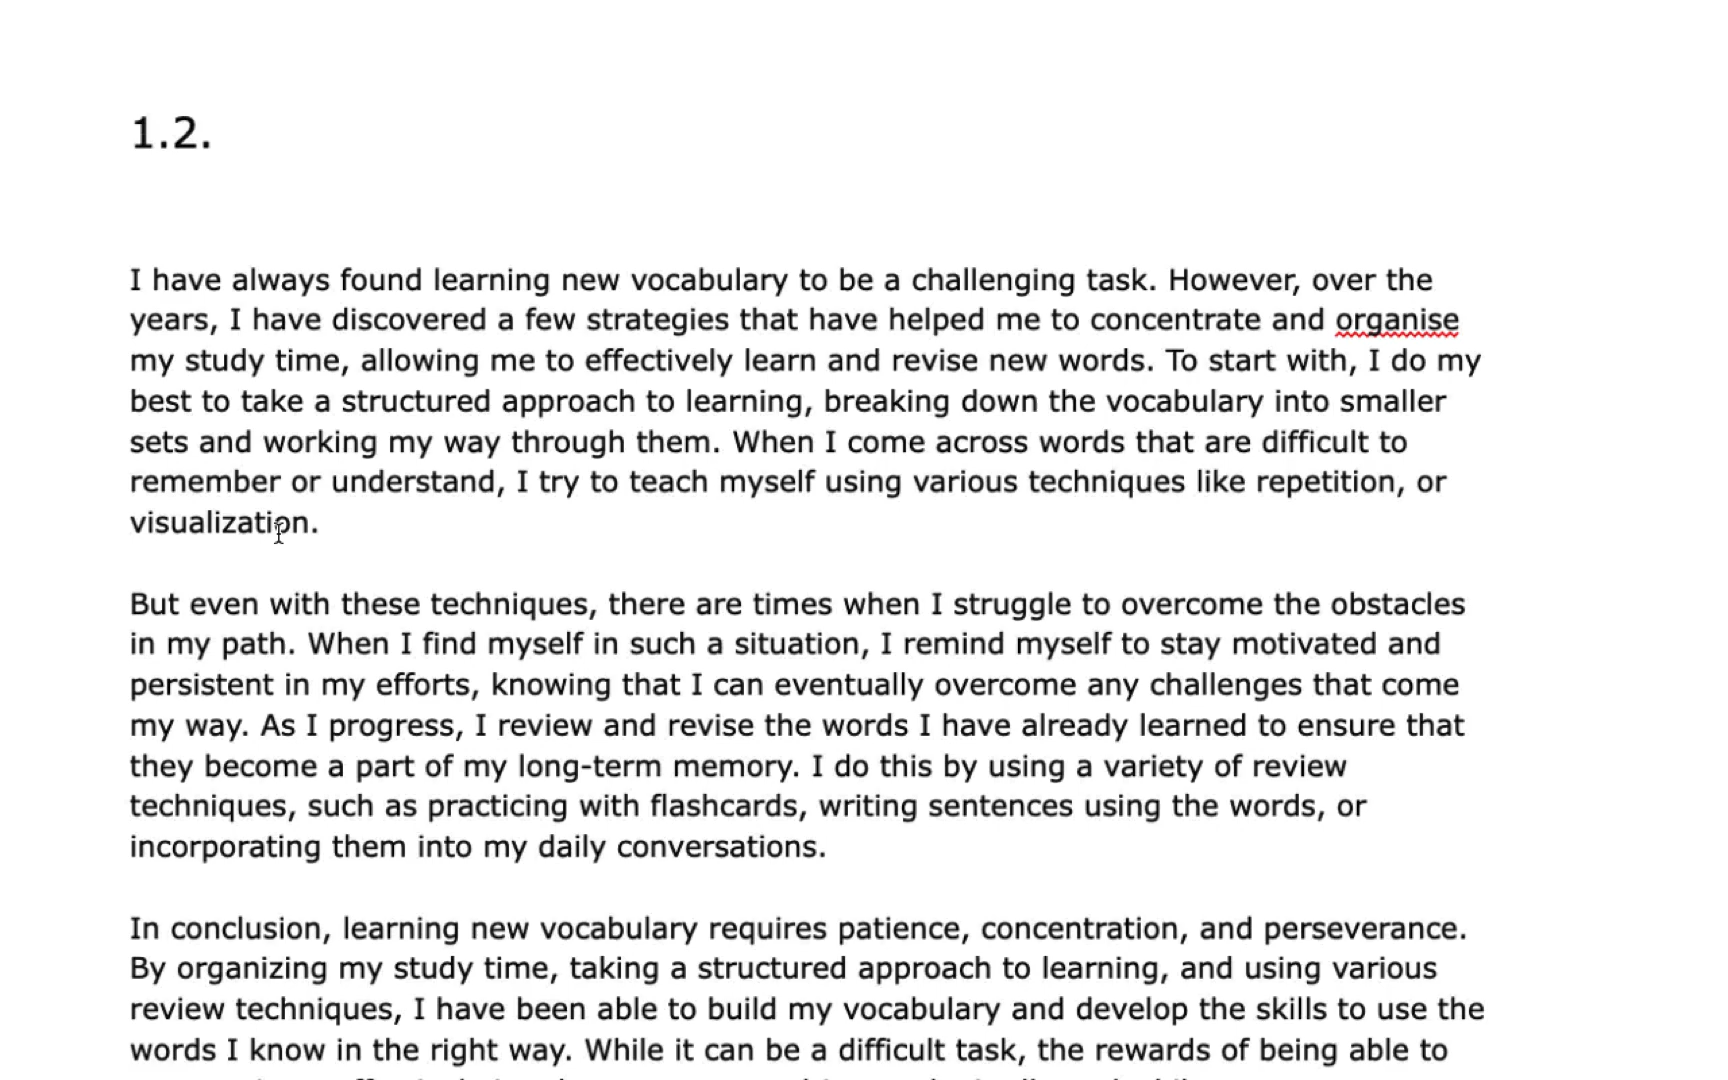 1.2.
I have always found learning new vocabulary to be a challenging task. However, over the
years, I have discovered a few strategies that have helped me to concentrate and organise
my study time, allowing me to effectively learn and revise new words. To start with, I do my
best to take a structured approach to learning, breaking down the vocabulary into smaller
sets and working my way through them. When I come across words that are difficult to
remember or understand, I try to teach myself using various techniques like repetition, or
visualization.
But even with these techniques, there are times when I struggle to overcome the obstacles
in my path. When I find myself in such a situation, I remind myself to stay motivated and
persistent in my efforts, knowing that I can eventually overcome any challenges that come
my way. As I progress, I review and revise the words I have already learned to ensure that
they become a part of my long-term memory. I do this by using a variety of review
techniques, such as practicing with flashcards, writing sentences using the words, or
incorporating them into my daily conversations.
In conclusion, learning new vocabulary requires patience, concentration, and perseverance.
By organizing my study time, taking a structured approach to learning, and using various
review techniques, I have been able to build my vocabulary and develop the skills to use the
words I know in the right way. While it can be a difficult task, the rewards of being able to